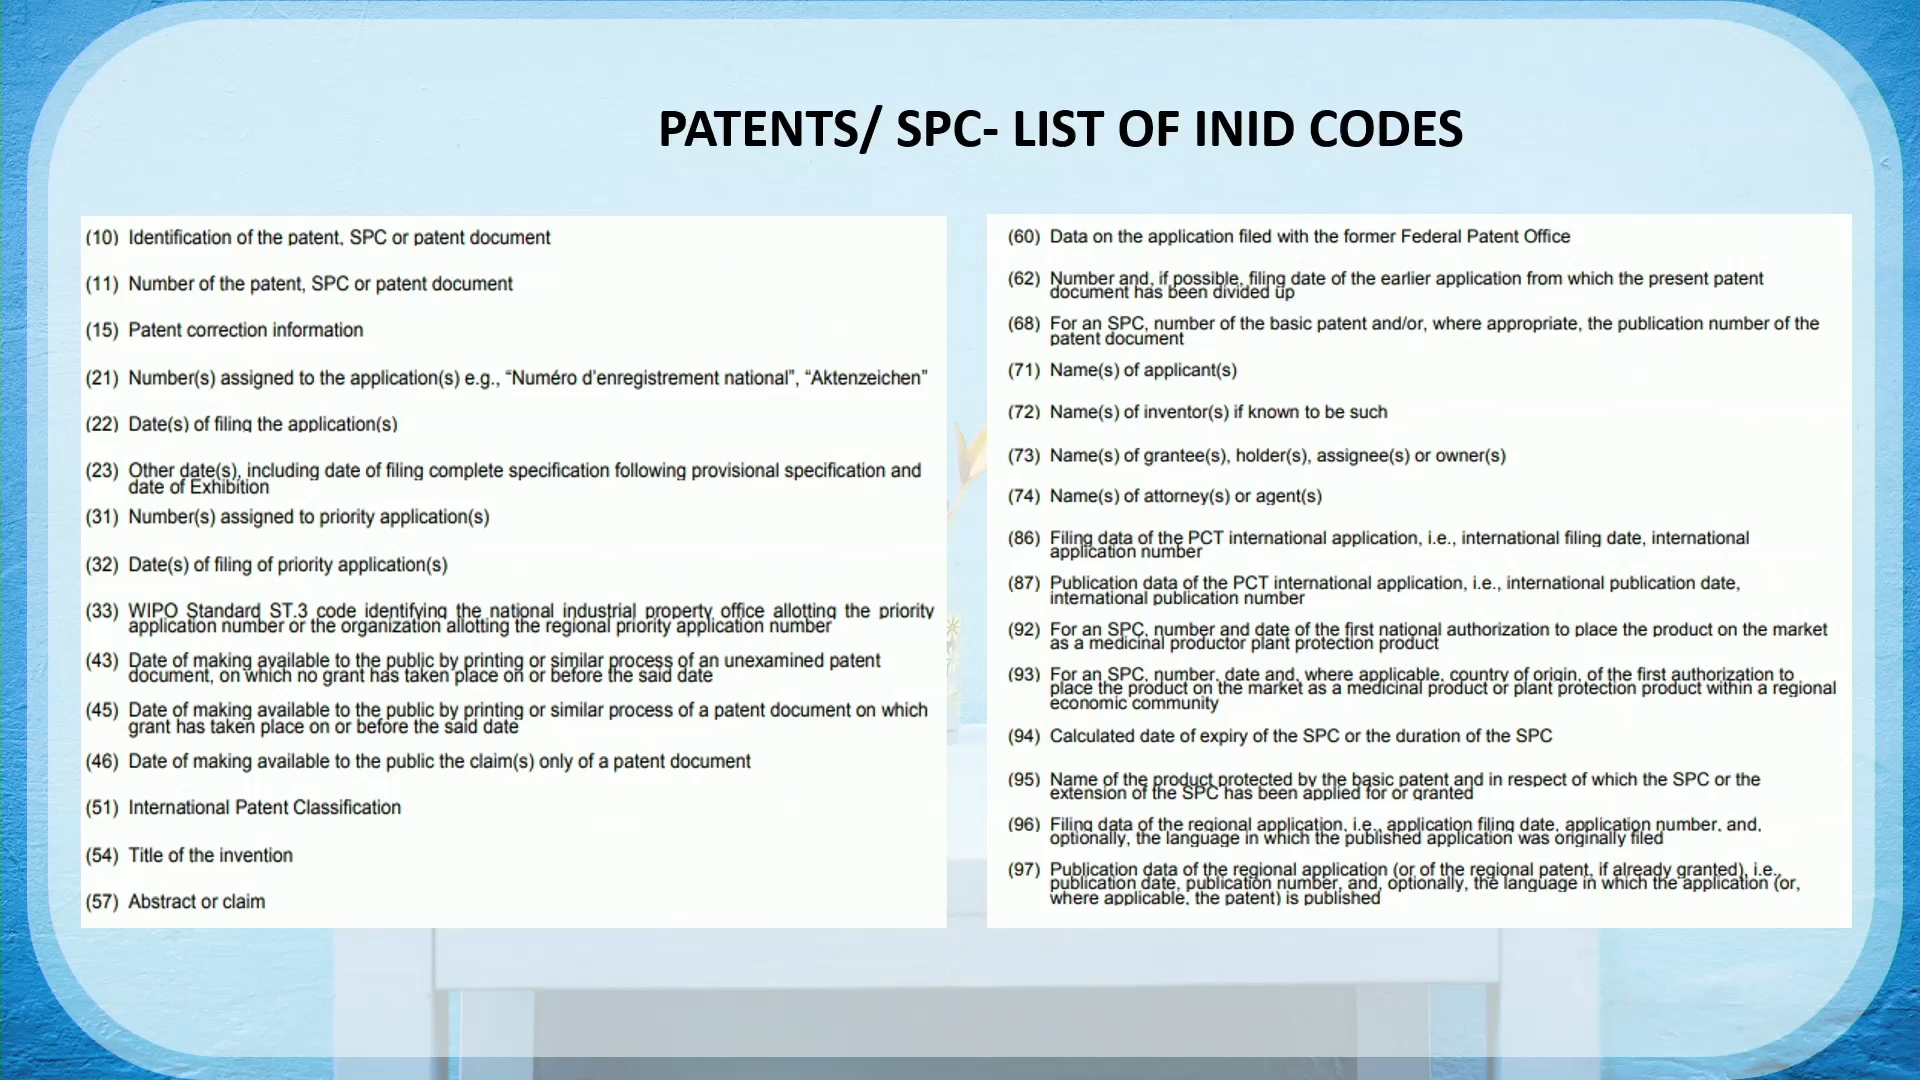 PATENTS/ SPC- LIST OF INID CODES
(10) Identification of the patent, SPC or patent document
(11) Number of the patent, SPC or patent document
(15) Patent correction information
(21) Number(s) assigned to the application(s) e.g., “Numéro d’enregistrement national”, “Aktenzeichen”
(22) Date(s) of filing the application(s)
(23) Other date(s), including date of filing complete specification following provisional specification and
date of Exhibition
(31) Number(s) assigned to priority application(s)
(32) Date(s) of filing of priority application(s)
(33) WIPO Standard ST.3 code identifying the national industrial property office allotting the priority
application number or the organization allotting the regional priority application number
(43) Date of making available to the public by printing or similar process of an unexamined patent
document, on which no grant has taken place on or before the said date
(45) Date of making available to the public by printing or similar process of a patent document on which
grant has taken place on or before the said date
(46) Date of making available to the public the claim(s) only of a patent document
(51) International Patent Classification
(54) Title of the invention
(57) Abstract or claim
(60) Data on the application filed with the former Federal Patent Office
(62) Number and, if possible, filing date of the earlier application from which the present patent
document has been divided up
(68) For an SPC, number of the basic patent and/or, where appropriate, the publication number of the
patent document
(71) Name(s) of applicant(s)
(72) Name(s) of inventor(s) if known to be such
(73) Name(s) of grantee(s), holder(s), assignee(s) or owner(s)
(74) Name(s) of attorney(s) or agent(s)
(86) Filing data of the PCT international application, i.e., international filing date, international
application number
(87) Publication data of the PCT international application, i.e., international publication date,
international publication number
(92) For an SPC, number and date of the first national authorization to place the product on the market
as a medicinal productor plant protection product
(93) For an SPC, number, date and, where applicable, country of origin, of the first authorization to
place the product on the market as a medicinal product or plant protection product within a regional
economic community
(94) Calculated date of expiry of the SPC or the duration of the SPC
(95) Name of the product protected by the basic patent and in respect of which the SPC or the
extension of the SPC has been applied for or granted
(96) Filing data of the regional application, i.e., application filing date, application number, and,
optionally, the language in which the published application was originally filed
(97) Publication data of the regional application (or of the regional patent, if already granted), i.e.,
publication date, publication number, and, optionally, the language in which the application (or,
where applicable, the patent) is published